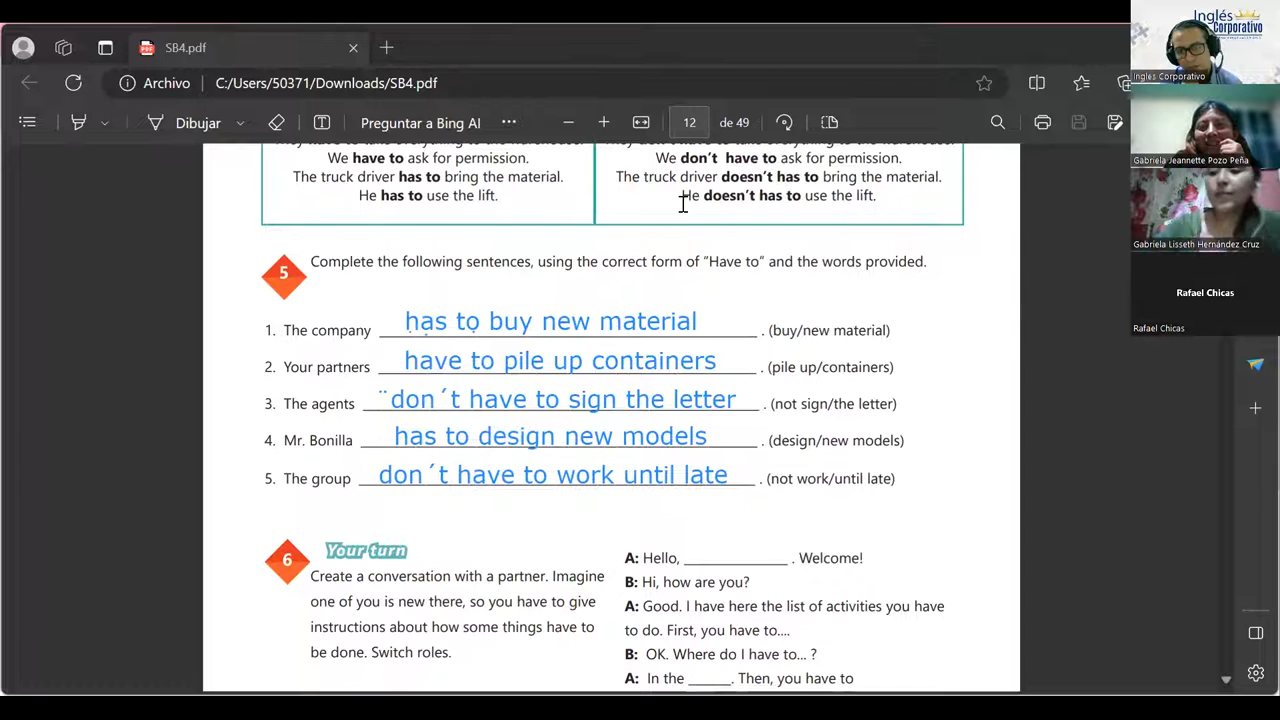 SB4.pdf
Archivo
C:/Users/50371/Downloads/SB4.pdf
Dibujar
Preguntar a Bing AI
12
de 49
We have to ask for permission.
The truck driver has to bring the material.
He has to use the lift.
We don't have to ask for permission.
The truck driver doesn't has to bring the material.
He doesn't has to use the lift.
5
Complete the following sentences, using the correct form of “Have to” and the words provided.
1. The company has to buy new material . (buy/new material)
2. Your partners have to pile up containers . (pile up/containers)
3. The agents ¨don´t have to sign the letter . (not sign/the letter)
4. Mr. Bonilla has to design new models . (design/new models)
5. The group don´t have to work until late . (not work/until late)
6
Your turn
Create a conversation with a partner. Imagine
one of you is new there, so you have to give
instructions about how some things have to
be done. Switch roles.
A: Hello, ______________ . Welcome!
B: Hi, how are you?
A: Good. I have here the list of activities you have
to do. First, you have to....
B: OK. Where do I have to... ?
A: In the ______. Then, you have to
Inglés
Corporativo
Ingles Corporativo
Gabriela Jeannette Pozo Peña
Gabriela Lisseth Hernández Cruz
Rafael Chicas
Rafael Chicas